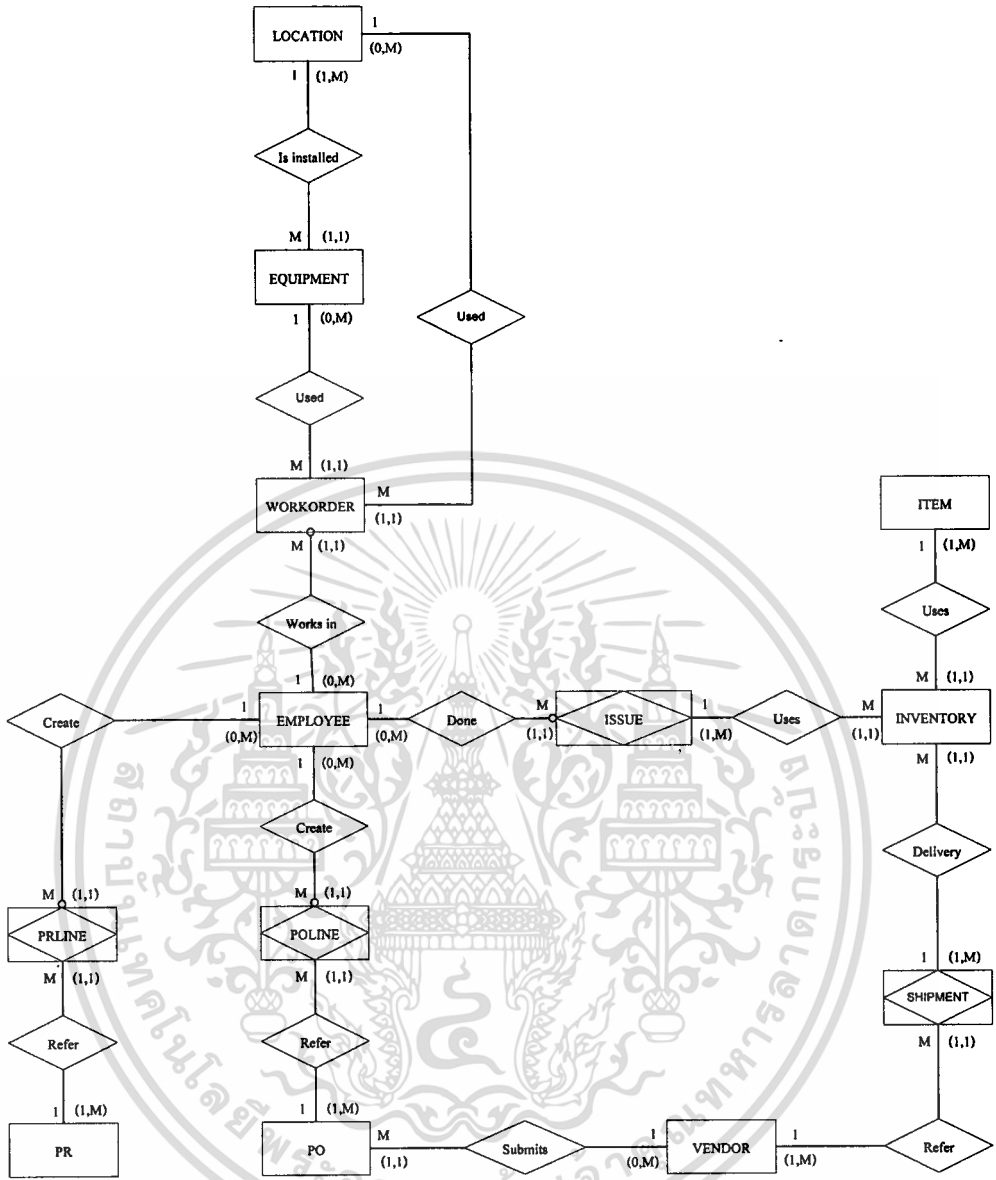 LOCATION
1
(0,M)
1 (1,M)
Is installed
M (1,1)
EQUIPMENT
1 (0,M)
Used
Used
M (1,1)
WORKORDER
M
(1,1)
M (1,1)
ITEM
1 (1,M)
Uses
M (1,1)
Works in
1 (0,M)
Create
1
(0,M)
EMPLOYEE
1
(0,M)
Done
M
(1,1)
ISSUE
1
(1,M)
Uses
M
(1,1)
INVENTORY
1 (0,M)
M (1,1)
Create
Delivery
M (1,1)
PRLINE
M (1,1)
M (1,1)
POLINE
M (1,1)
1 (1,M)
SHIPMENT
M (1,1)
Refer
Refer
1 (1,M)
PR
1 (1,M)
PO
M
(1,1)
Submits
1
(0,M)
VENDOR
1
(1,M)
Refer